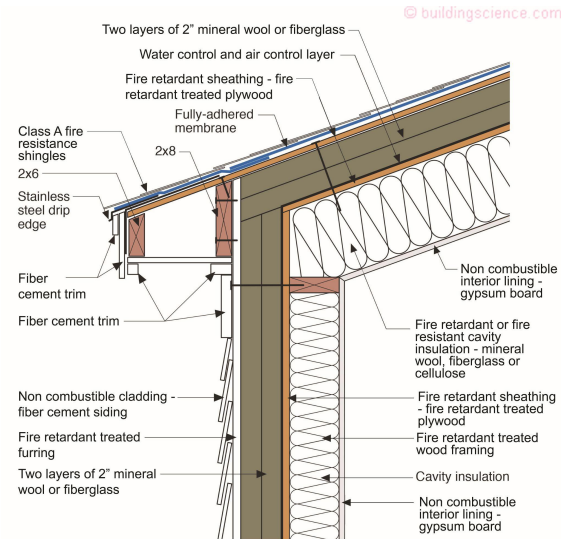 © buildingscience.com
Two layers of 2” mineral wool or fiberglass
Water control and air control layer
Fire retardant treated sheathing - fire
retardant treated plywood
Fully-adhered
membrane
Class A fire
resistance
shingles
2x8
2x6
Stainless
steel drip
edge
Fiber
cement trim
Fiber cement trim
Non combustible
interior lining -
gypsum board
Fire retardant or fire
resistant cavity
insulation - mineral
wool, fiberglass or
cellulose
Non combustible cladding -
fiber cement siding
Fire retardant sheathing
- fire retardant treated
plywood
Fire retardant treated
furring
Fire retardant treated
wood framing
Two layers of 2” mineral
wool or fiberglass
Cavity insulation
Non combustible
interior lining -
gypsum board